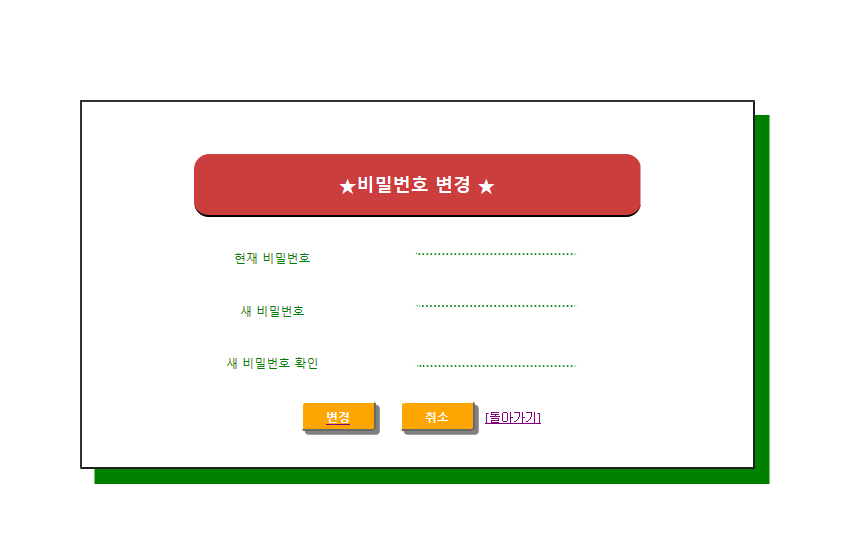 ★비밀번호 변경 ★
현재 비밀번호
새 비밀번호
새 비밀번호 확인
변경 취소 [돌아가기]